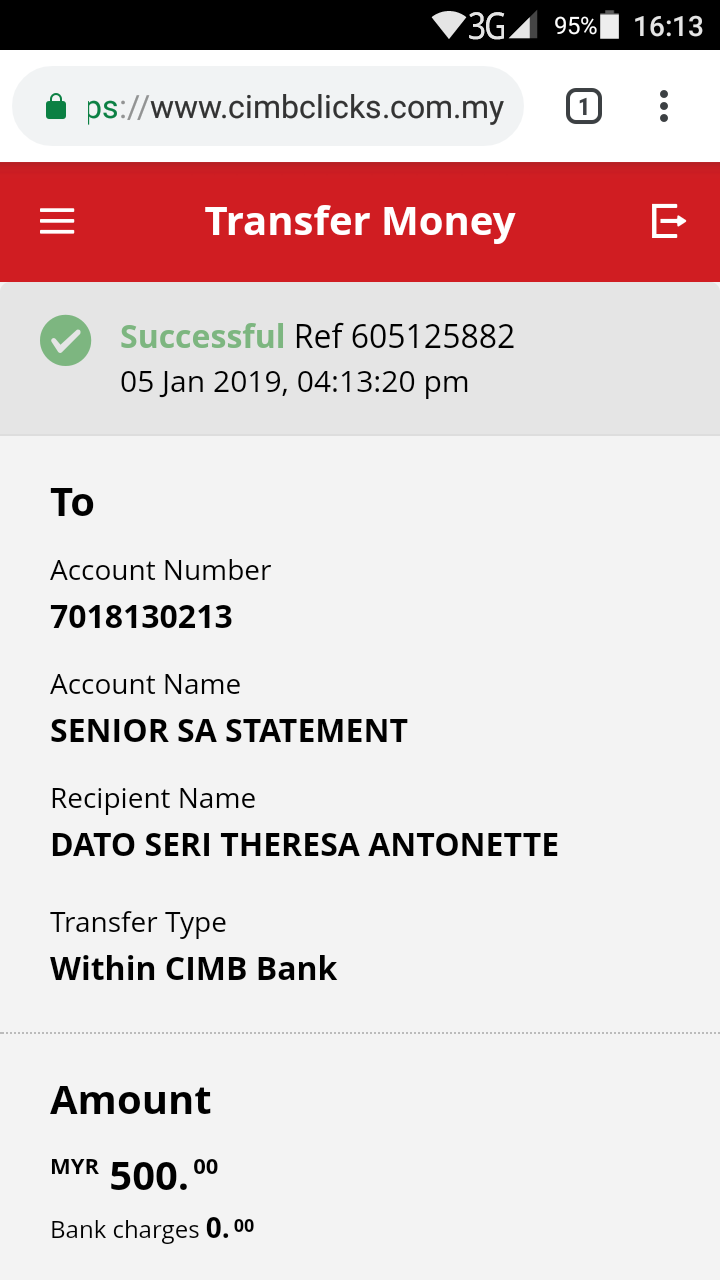 3G 95% 16:13
ps://www.cimbclicks.com.my 1
Transfer Money
Successful Ref 605125882
05 Jan 2019, 04:13:20 pm
To
Account Number
7018130213
Account Name
SENIOR SA STATEMENT
Recipient Name
DATO SERI THERESA ANTONETTE
Transfer Type
Within CIMB Bank
Amount
MYR 500.00
Bank charges 0.00